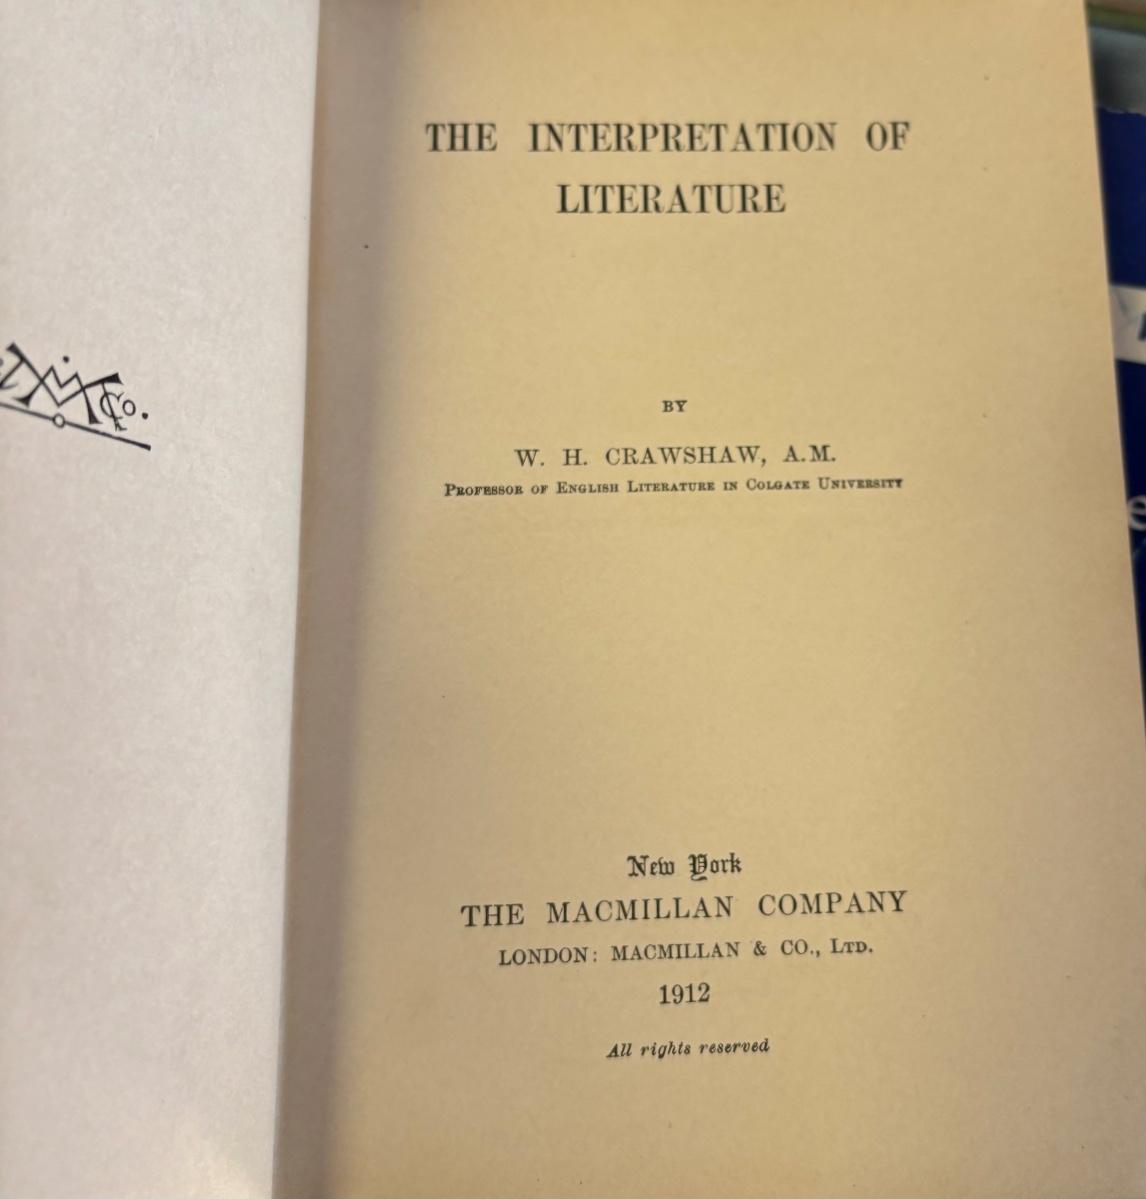 THE INTERPRETATION OF
LITERATURE
BY
W. H. CRAWSHAW, A.M.
PROFESSOR OF ENGLISH LITERATURE IN COLGATE UNIVERSITY
New York
THE MACMILLAN COMPANY
LONDON: MACMILLAN & CO., LTD.
1912
All rights reserved